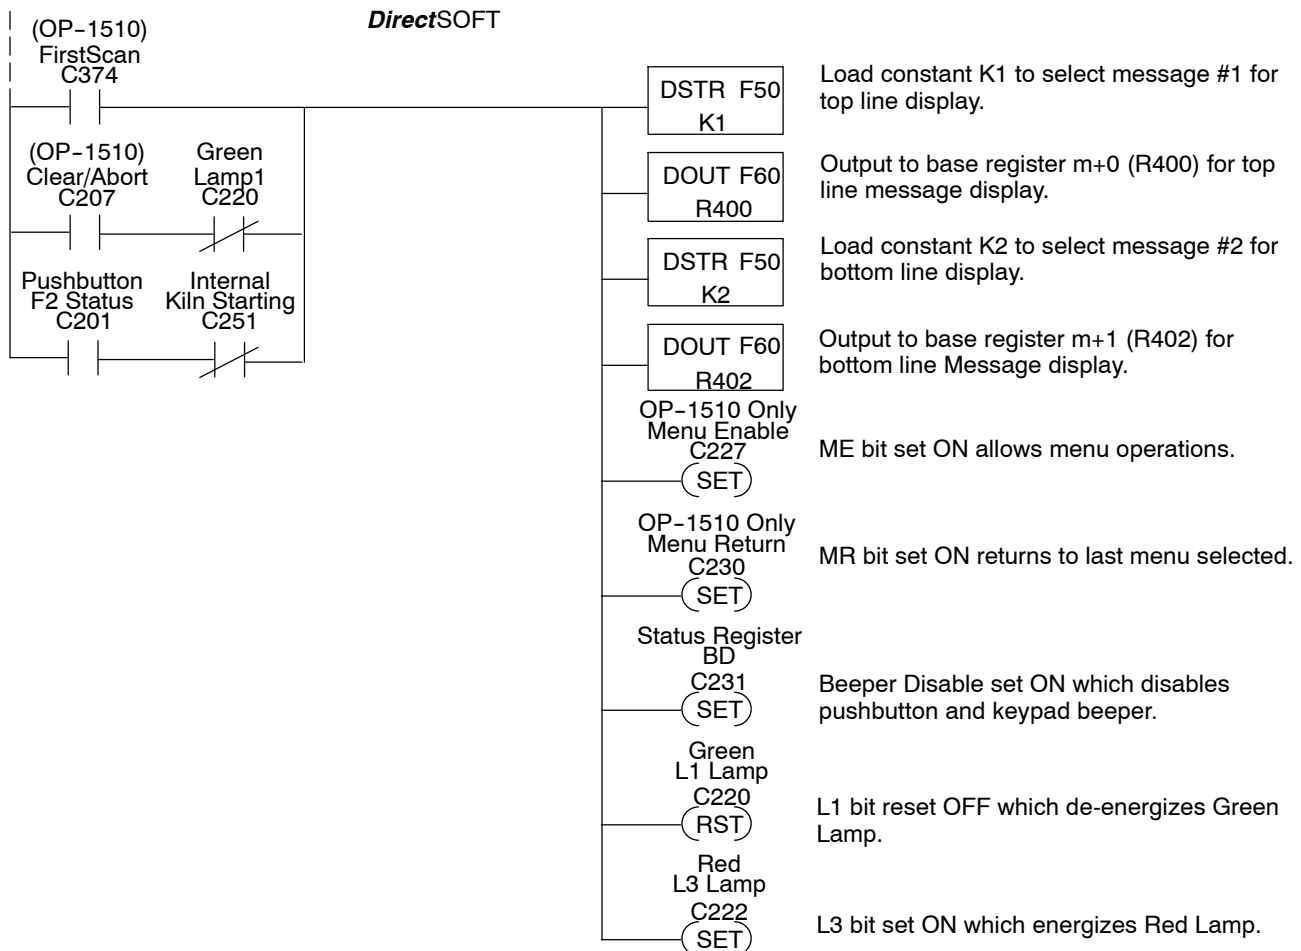 DirectSOFT
(OP-1510)
FirstScan
C374
(OP-1510)
Clear/Abort
C207
Green
Lamp1
C220
Pushbutton
F2 Status
C201
Internal
Kiln Starting
C251
DSTR F50
K1
Load constant K1 to select message #1 for
top line display.
DOUT F60
R400
Output to base register m+0 (R400) for top
line message display.
DSTR F50
K2
Load constant K2 to select message #2 for
bottom line display.
DOUT F60
R402
Output to base register m+1 (R402) for
bottom line Message display.
OP-1510 Only
Menu Enable
C227
SET
ME bit set ON allows menu operations.
OP-1510 Only
Menu Return
C230
SET
MR bit set ON returns to last menu selected.
Status Register
BD
C231
SET
Beeper Disable set ON which disables
pushbutton and keypad beeper.
Green
L1 Lamp
C220
RST
L1 bit reset OFF which de-energizes Green
Lamp.
Red
L3 Lamp
C222
SET
L3 bit set ON which energizes Red Lamp.